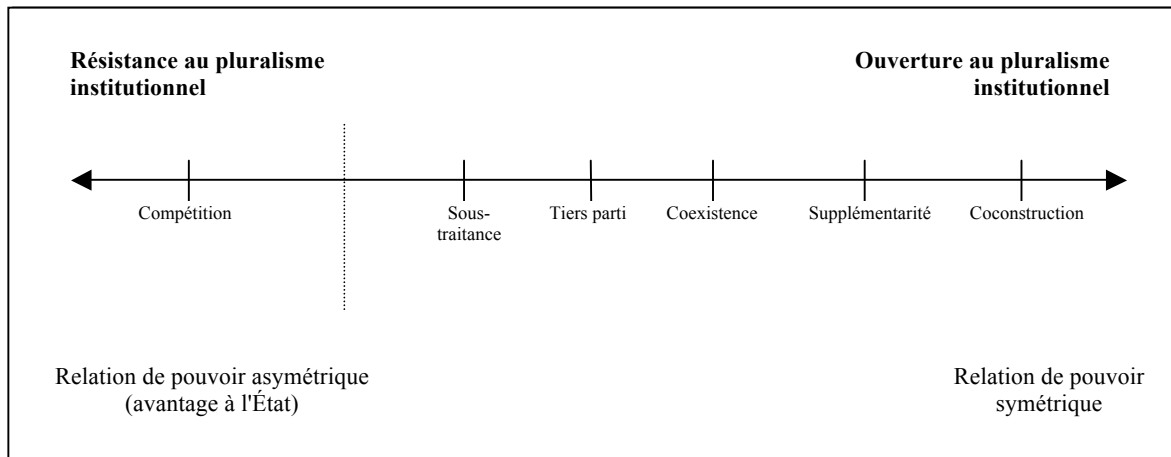 Résistance au pluralisme
institutionnel
Ouverture au pluralisme
institutionnel
Compétition
Sous-
traitance
Tiers parti
Coexistence
Supplémentarité
Coconstruction
Relation de pouvoir asymétrique
(avantage à l'État)
Relation de pouvoir
symétrique